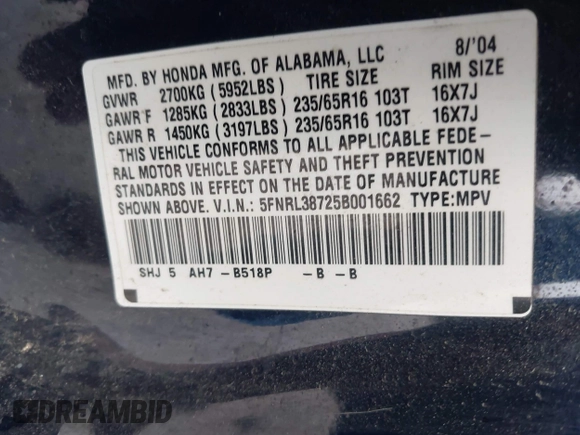 MFD. BY HONDA MFG. OF ALABAMA, LLC 8/'04
GVWR 2700KG (5952LBS) TIRE SIZE RIM SIZE
GAWR F 1285KG (2833LBS) 235/65R16 103T 16X7J
GAWR R 1450KG (3197LBS) 235/65R16 103T 16X7J
THIS VEHICLE CONFORMS TO ALL APPLICABLE FEDE-
RAL MOTOR VEHICLE SAFETY AND THEFT PREVENTION
STANDARDS IN EFFECT ON THE DATE OF MANUFACTURE
SHOWN ABOVE. V.I.N.: 5FNRL38725B001662 TYPE:MPV
SHJ 5 AH7 - B518P - B - B
DREAMBID